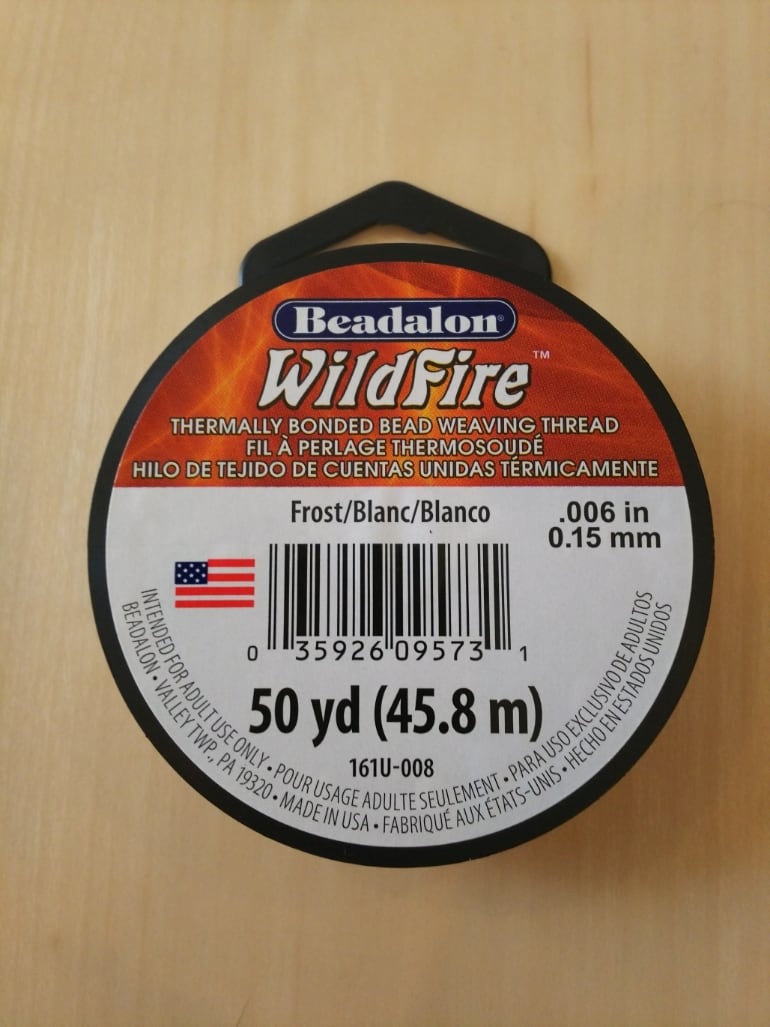 Beadalon®
WildFire™
THERMALLY BONDED BEAD WEAVING THREAD
FIL À PERLAGE THERMOSOUDÉ
HILO DE TEJIDO DE CUENTAS UNIDAS TÉRMICAMENTE
Frost/Blanc/Blanco
.006 in
0.15 mm
0 35926 09573 1
50 yd (45.8 m)
161U-008
INTENDED FOR ADULT USE ONLY • POUR USAGE ADULTE SEULEMENT • PARA USO EXCLUSIVO DE ADULTOS
BEADALON • VALLEY TWP., PA 19320 • MADE IN USA • FABRIQUÉ AUX ÉTATS-UNIS • HECHO EN ESTADOS UNIDOS